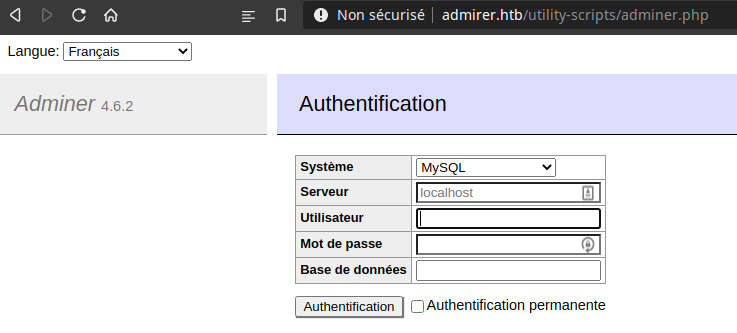 Non sécurisé admirer.htb/utility-scripts/adminer.php
Langue: Français
Adminer 4.6.2
Authentification
Système MySQL
Serveur localhost
Utilisateur
Mot de passe
Base de données
Authentification Authentification permanente